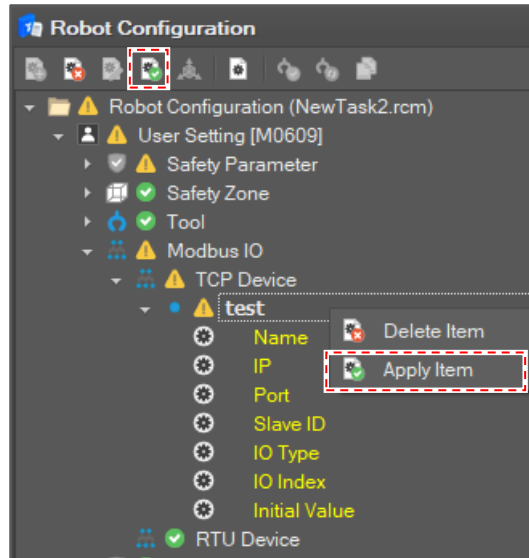 Robot Configuration
Robot Configuration (NewTask2.rcm)
User Setting [M0609]
Safety Parameter
Safety Zone
Tool
Modbus IO
TCP Device
test
Name
Delete Item
IP
Apply Item
Port
Slave ID
IO Type
IO Index
Initial Value
RTU Device